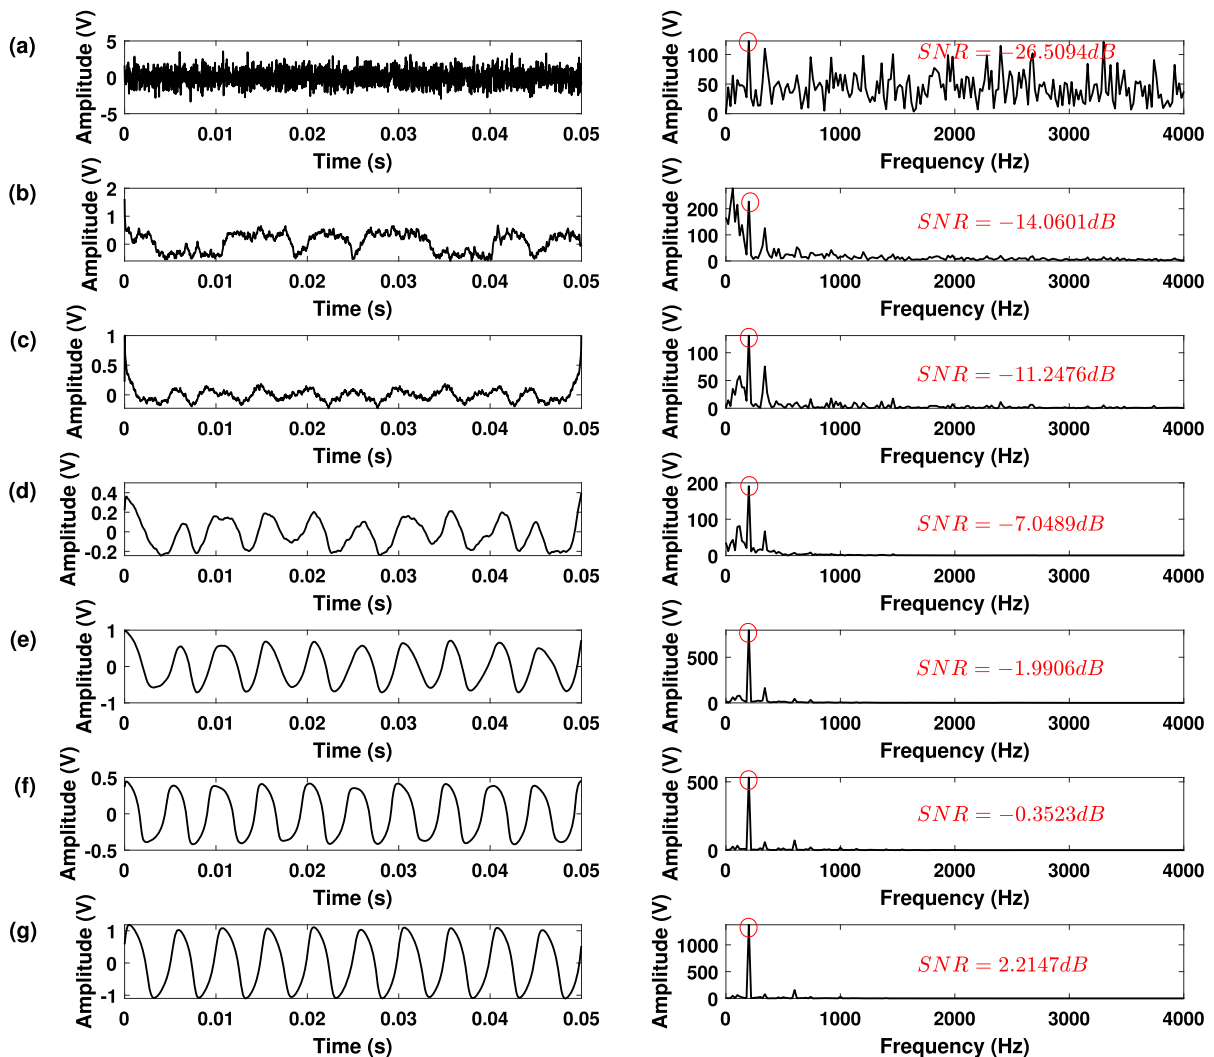 (a)
Amplitude (V)
5
0
-5
0 0.01 0.02 0.03 0.04 0.05
Time (s)
Amplitude (V)
100
50
0
SNR = −26.5094dB
0 1000 2000 3000 4000
Frequency (Hz)
(b)
Amplitude (V)
2
1
0
0 0.01 0.02 0.03 0.04 0.05
Time (s)
Amplitude (V)
200
100
0
SNR = −14.0601dB
0 1000 2000 3000 4000
Frequency (Hz)
(c)
Amplitude (V)
1
0.5
0
0 0.01 0.02 0.03 0.04 0.05
Time (s)
Amplitude (V)
100
50
0
SNR = −11.2476dB
0 1000 2000 3000 4000
Frequency (Hz)
(d)
Amplitude (V)
0.4
0.2
0
-0.2
0 0.01 0.02 0.03 0.04 0.05
Time (s)
Amplitude (V)
200
100
0
SNR = −7.0489dB
0 1000 2000 3000 4000
Frequency (Hz)
(e)
Amplitude (V)
1
0
-1
0 0.01 0.02 0.03 0.04 0.05
Time (s)
Amplitude (V)
500
0
SNR = −1.9906dB
0 1000 2000 3000 4000
Frequency (Hz)
(f)
Amplitude (V)
0.5
0
-0.5
0 0.01 0.02 0.03 0.04 0.05
Time (s)
Amplitude (V)
500
0
SNR = −0.3523dB
0 1000 2000 3000 4000
Frequency (Hz)
(g)
Amplitude (V)
1
0
-1
0 0.01 0.02 0.03 0.04 0.05
Time (s)
Amplitude (V)
1000
500
0
SNR = 2.2147dB
0 1000 2000 3000 4000
Frequency (Hz)